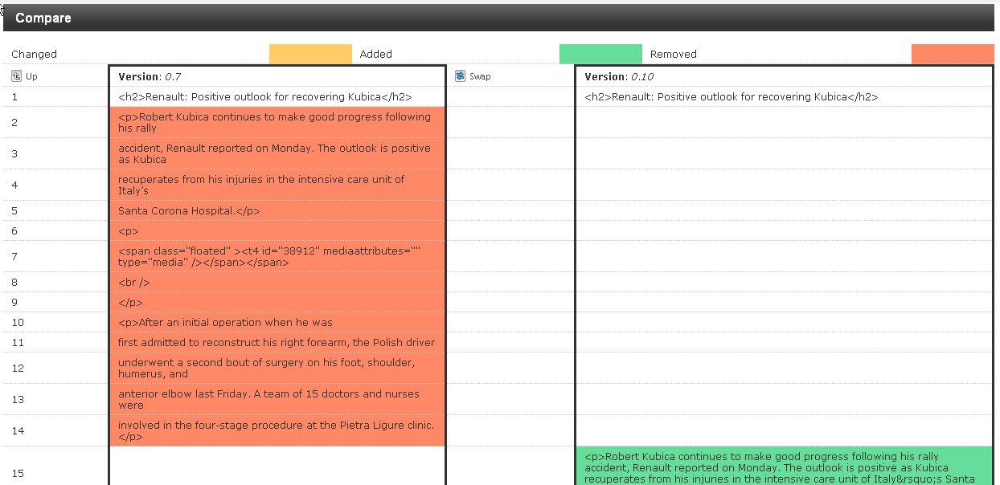 Compare
Changed Added Removed
Up Version: 0.7 Swap Version: 0.10
1 <h2>Renault: Positive outlook for recovering Kubica</h2> <h2>Renault: Positive outlook for recovering Kubica</h2>
2 <p>Robert Kubica continues to make good progress following
his rally
3 accident, Renault reported on Monday. The outlook is positive
as Kubica
4 recuperates from his injuries in the intensive care unit of
Italy’s
5 Santa Corona Hospital.</p>
6 <p>
7 <span class="floated" ><t4 id="38912" mediaattributes=""
type="media" /></span></span>
8 <br />
9 </p>
10 <p>After an initial operation when he was
11 first admitted to reconstruct his right forearm, the Polish driver
12 underwent a second bout of surgery on his foot, shoulder,
humerus, and
13 anterior elbow last Friday. A team of 15 doctors and nurses
were
14 involved in the four-stage procedure at the Pietra Ligure clinic.
</p>
15 <p>Robert Kubica continues to make good progress following his rally
accident, Renault reported on Monday. The outlook is positive as Kubica
recuperates from his injuries in the intensive care unit of Italy&rsquo;s Santa